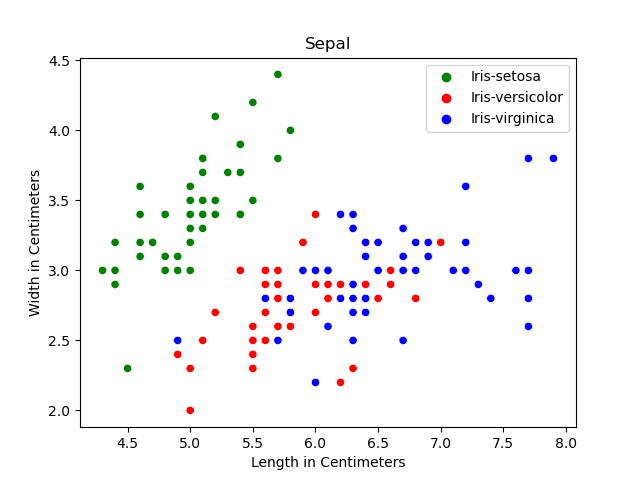 Sepal
Iris-setosa
Iris-versicolor
Iris-virginica
4.5
4.0
3.5
3.0
2.5
2.0
Width in Centimeters
4.5 5.0 5.5 6.0 6.5 7.0 7.5 8.0
Length in Centimeters